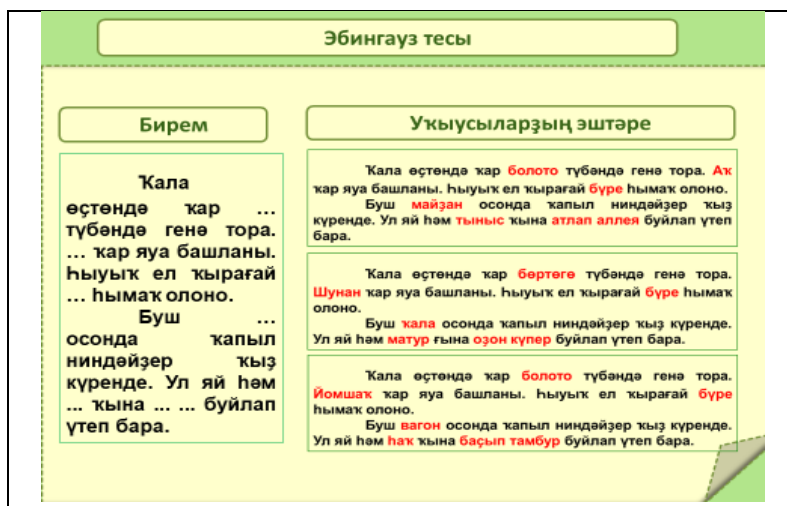 Эбингауз тесы
Бирем
Ҡала
өҫтөндә ҡар ...
түбәндә генә тора.
... ҡар яуа башланы.
Һыуыҡ ел ҡырағай
... һымаҡ олоно.
Буш ...
осонда ҡапыл
ниндәйҙер ҡыҙ
күренде. Ул яй һәм
... ҡына ... ... буйлап
үтеп бара.
Уҡыусыларҙың эштәре
Ҡала өҫтөндә ҡар болото түбәндә генә тора. Аҡ
ҡар яуа башланы. Һыуыҡ ел ҡырағай бүре һымаҡ олоно.
Буш майҙан осонда ҡапыл ниндәйҙер ҡыҙ
күренде. Ул яй һәм тыныс ҡына атлап аллея буйлап үтеп
бара.
Ҡала өҫтөндә ҡар бөртөгө түбәндә генә тора.
Шунан ҡар яуа башланы. Һыуыҡ ел ҡырағай бүре һымаҡ
олоно.
Буш ҡала осонда ҡапыл ниндәйҙер ҡыҙ күренде.
Ул яй һәм матур ғына оҙон күпер буйлап үтеп бара.
Ҡала өҫтөндә ҡар болото түбәндә генә тора.
Йомшаҡ ҡар яуа башланы. Һыуыҡ ел ҡырағай бүре
һымаҡ олоно.
Буш вагон осонда ҡапыл ниндәйҙер ҡыҙ күренде.
Ул яй һәм һаҡ ҡына баҫып тамбур буйлап үтеп бара.